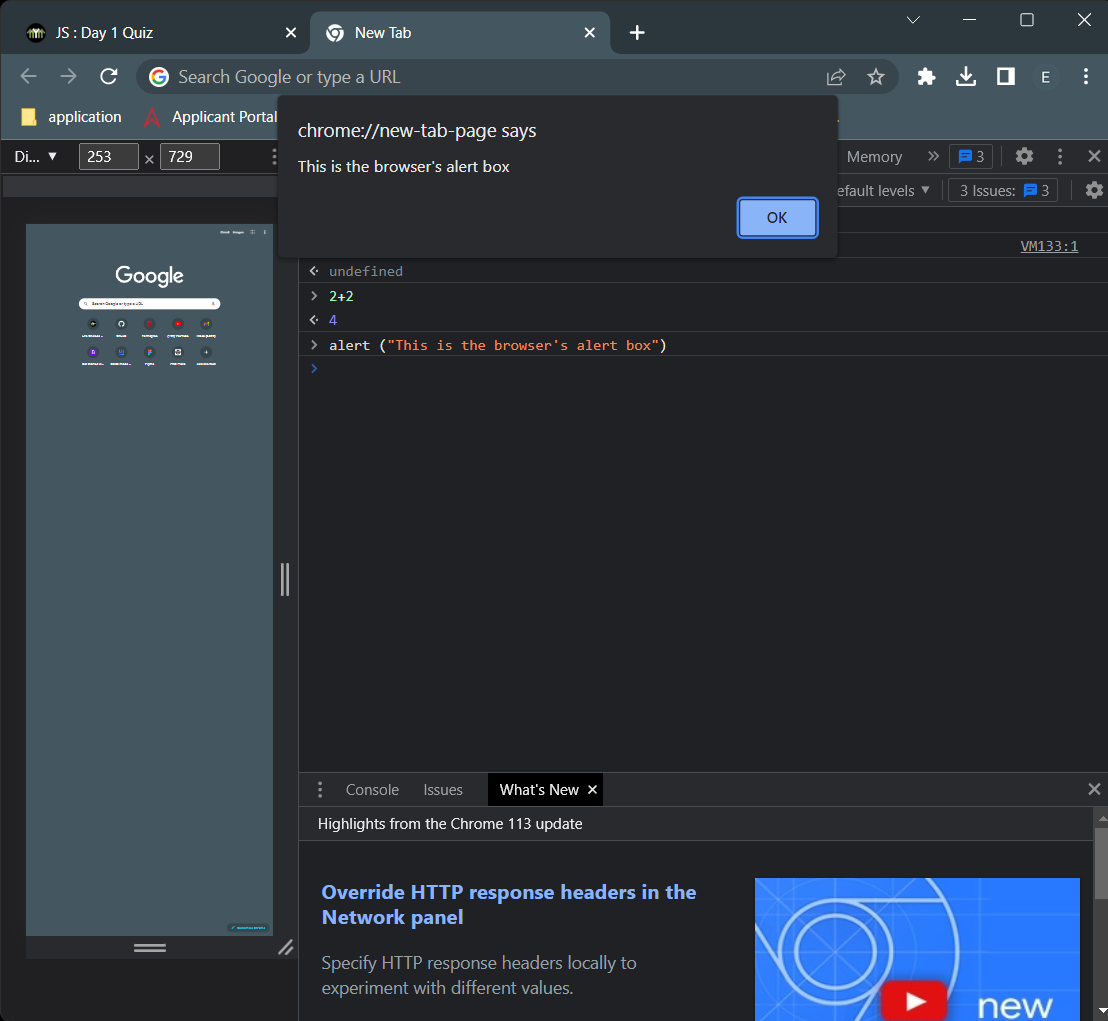 JS : Day 1 Quiz
New Tab
Search Google or type a URL
E
application
Applicant Portal
chrome://new-tab-page says
This is the browser's alert box
OK
Di... ▼ 253 × 729
Memory » 3
efault levels ▼ 3 Issues: 3
VM133:1
undefined
2+2
4
alert ("This is the browser's alert box")
Google
Search Google or type a URL
Console Issues What's New
Highlights from the Chrome 113 update
Override HTTP response headers in the
Network panel
Specify HTTP response headers locally to
experiment with different values.
new